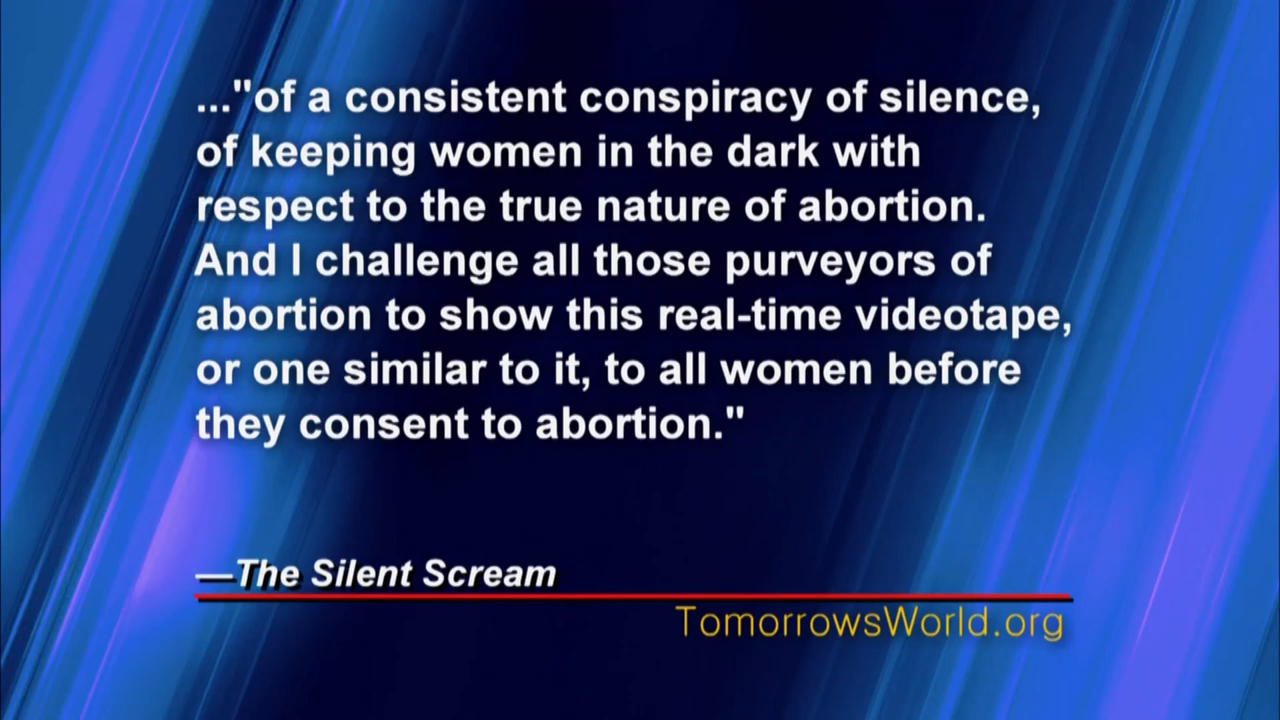 ..."of a consistent conspiracy of silence,
of keeping women in the dark with
respect to the true nature of abortion.
And I challenge all those purveyors of
abortion to show this real-time videotape,
or one similar to it, to all women before
they consent to abortion."
—The Silent Scream
TomorrowsWorld.org